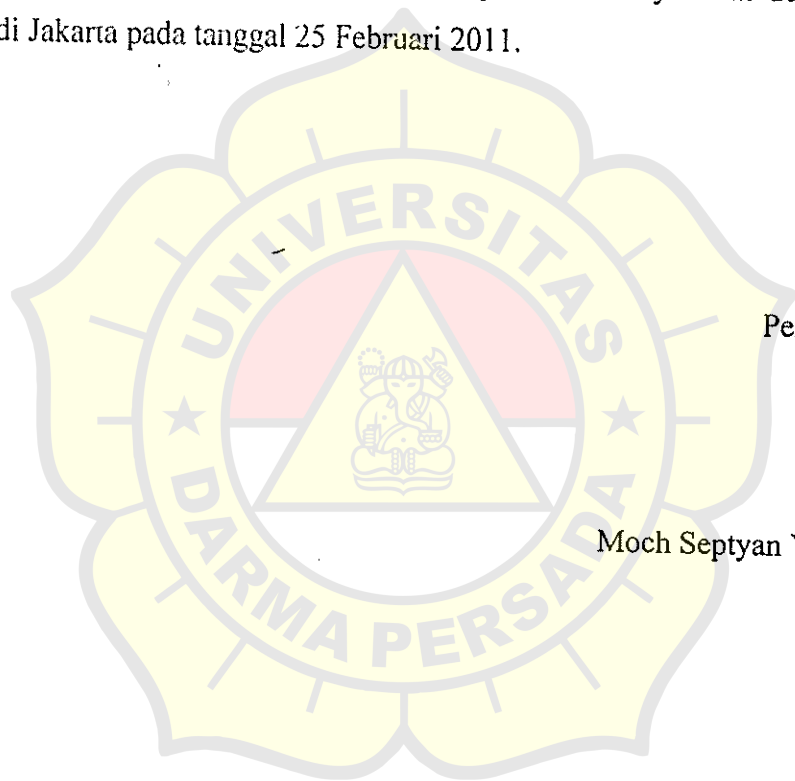 di Jakarta pada tanggal 25 Februari 2011.
UNIVERSITAS
Pe
Moch Septyan
DARMA PERSADA